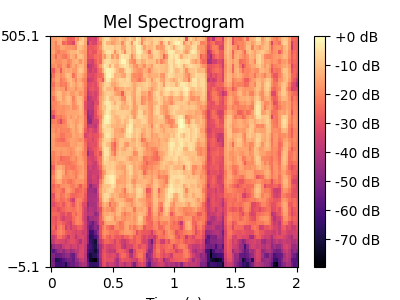 Mel Spectrogram
505.1
−5.1
0
0.5
1
1.5
2
+0 dB
-10 dB
-20 dB
-30 dB
-40 dB
-50 dB
-60 dB
-70 dB